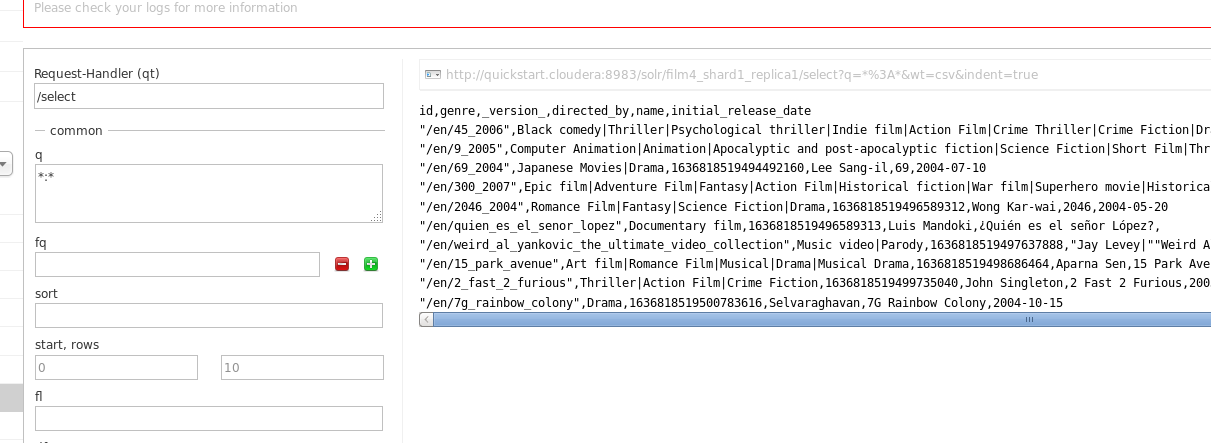 Please check your logs for more information
Request-Handler (qt)
/select
common
q
*:*
fq
sort
start, rows
0 10
fl
http://quickstart.cloudera:8983/solr/film4_shard1_replica1/select?q=*%3A*&wt=csv&indent=true
id,genre,_version_,directed_by,name,initial_release_date
"/en/45_2006",Black comedy|Thriller|Psychological thriller|Indie film|Action Film|Crime Thriller|Crime Fiction|Dr
"/en/9_2005",Computer Animation|Animation|Apocalyptic and post-apocalyptic fiction|Science Fiction|Short Film|Thr
"/en/69_2004",Japanese Movies|Drama,1636818519494492160,Lee Sang-il,69,2004-07-10
"/en/300_2007",Epic film|Adventure Film|Fantasy|Action Film|Historical fiction|War film|Superhero movie|Historica
"/en/2046_2004",Romance Film|Fantasy|Science Fiction|Drama,1636818519496589312,Wong Kar-wai,2046,2004-05-20
"/en/quien_es_el_senor_lopez",Documentary film,1636818519496589313,Luis Mandoki,¿Quién es el señor López?,
"/en/weird_al_yankovic_the_ultimate_video_collection",Music video|Parody,1636818519497637888,"Jay Levey|""Weird A
"/en/15_park_avenue",Art film|Romance Film|Musical|Drama|Musical Drama,1636818519498686464,Aparna Sen,15 Park Ave
"/en/2_fast_2_furious",Thriller|Action Film|Crime Fiction,1636818519499735040,John Singleton,2 Fast 2 Furious,200
"/en/7g_rainbow_colony",Drama,1636818519500783616,Selvaraghavan,7G Rainbow Colony,2004-10-15